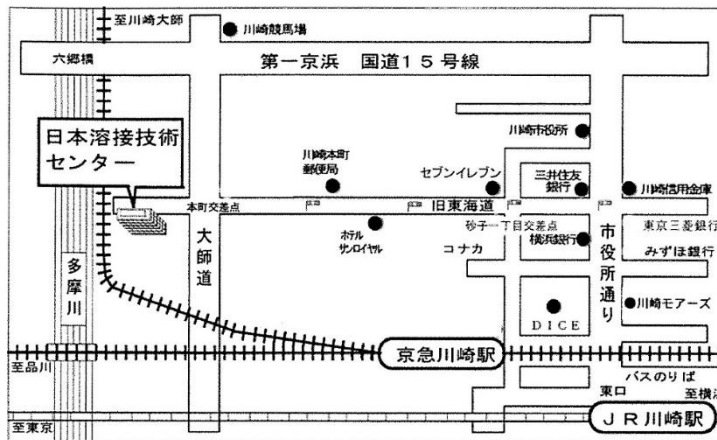 至川崎大師
川崎競馬場
六郷橋
第一京浜 国道15号線
日本溶接技術
センター
川崎市役所
川崎本町
郵便局
セブンイレブン
三井住友
銀行
川崎信用金庫
本町交差点
旧東海道
砂子一丁目交差点
東京三菱銀行
ホテル
サンロイヤル
コナカ
横浜銀行
みずほ銀行
大師道
市役所通り
多摩川
DICE
川崎モアーズ
京急川崎駅
至品川
バスのりば
東口
至横浜
至東京
JR川崎駅